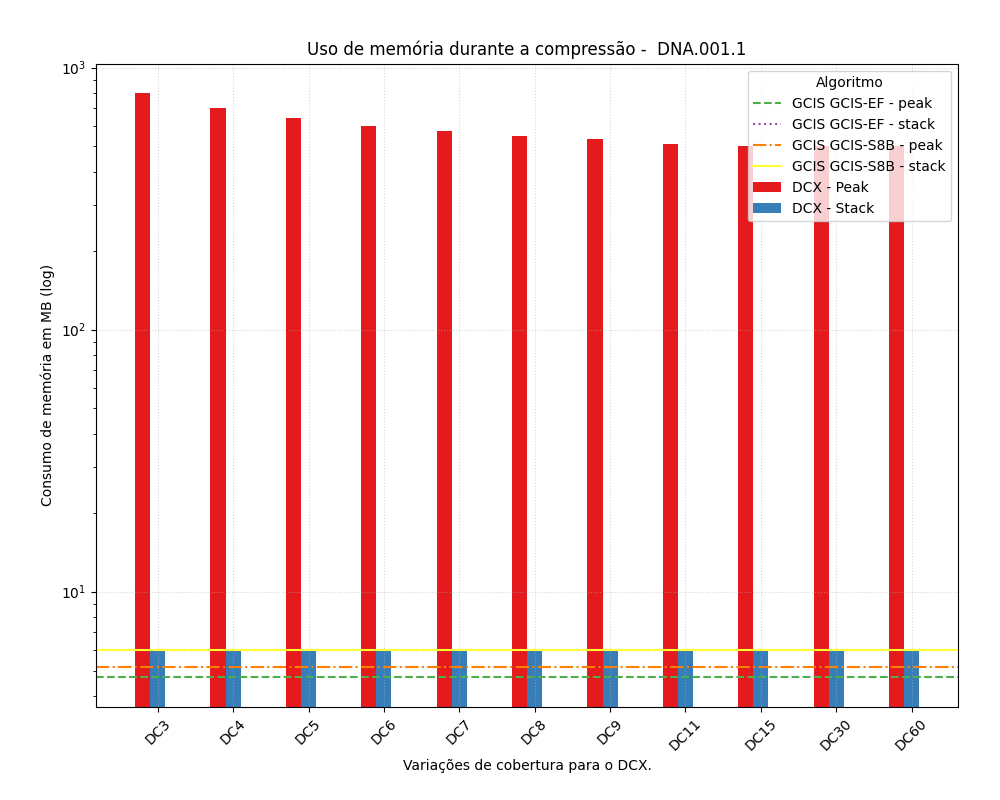 Uso de memória durante a compressão -  DNA.001.1
Consumo de memória em MB (log)
10³
10²
10¹
Algoritmo
GCIS GCIS-EF - peak
GCIS GCIS-EF - stack
GCIS GCIS-S8B - peak
GCIS GCIS-S8B - stack
DCX - Peak
DCX - Stack
DC3
DC4
DC5
DC6
DC7
DC8
DC9
DC11
DC15
DC30
DC60
Variações de cobertura para o DCX.